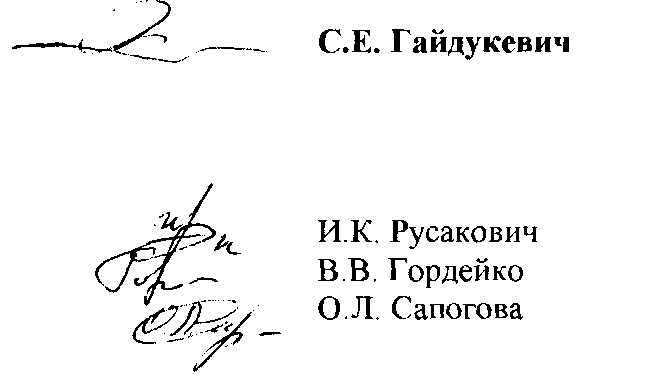 С.Е. Гайдукевич
И.К. Русакович
В.В. Гордейко
О.Л. Сапогова